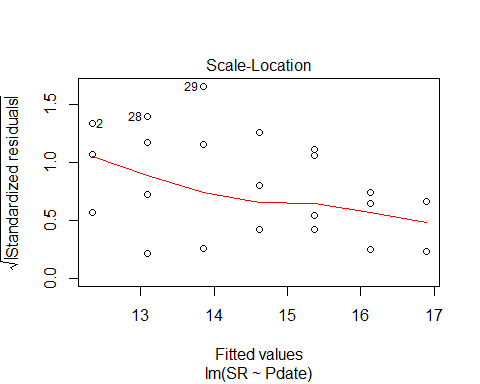 Scale-Location
29
28
2
√|Standardized residuals|
1.5
1.0
0.5
0.0
13 14 15 16 17
Fitted values
lm(SR ~ Pdate)